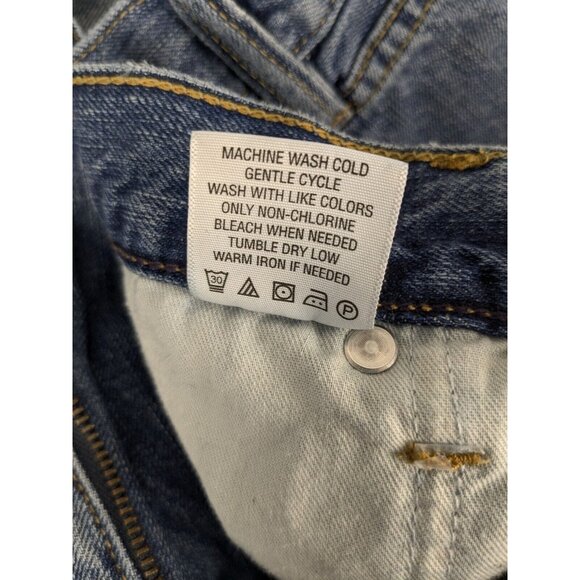 MACHINE WASH COLD
GENTLE CYCLE
WASH WITH LIKE COLORS
ONLY NON-CHLORINE
BLEACH WHEN NEEDED
TUMBLE DRY LOW
WARM IRON IF NEEDED
30 P